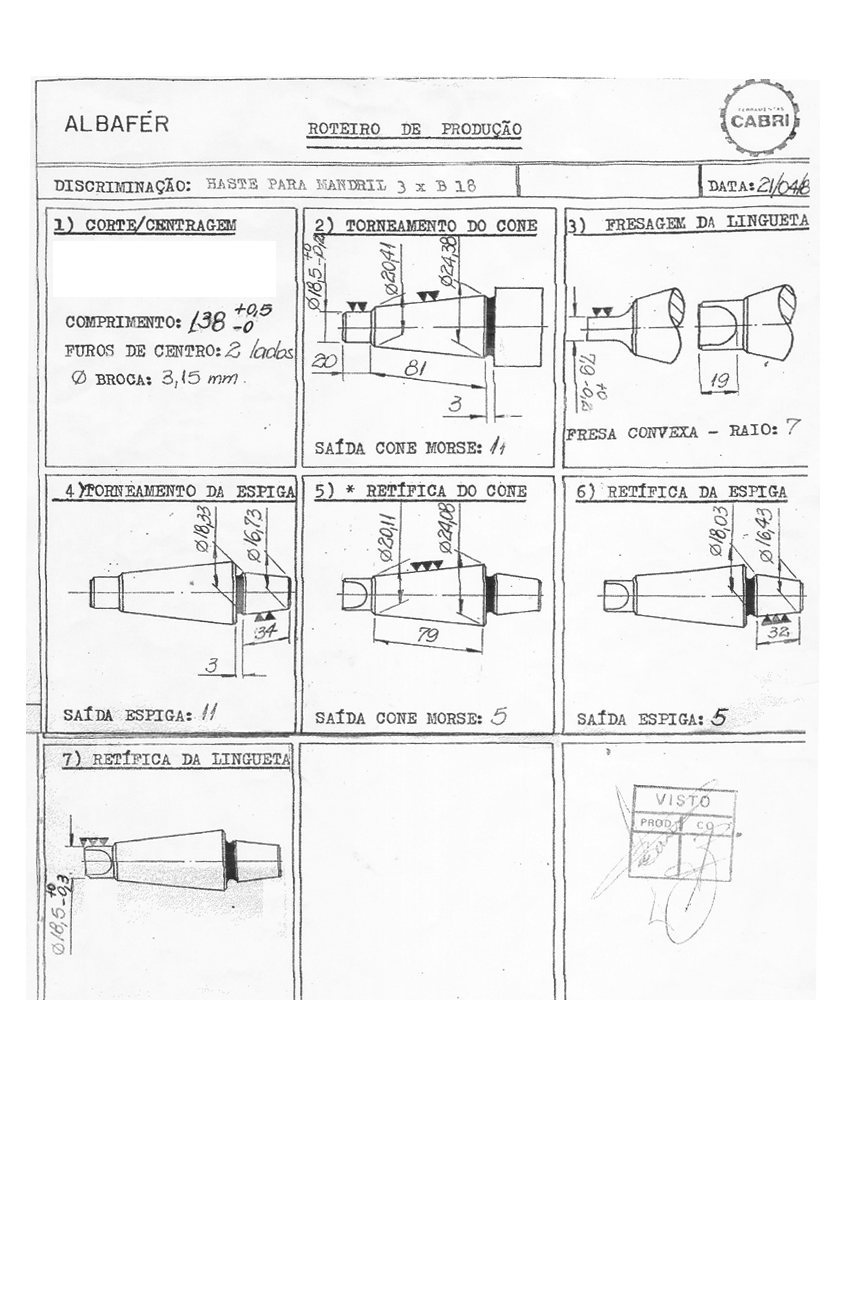 ALBAFÉR
ROTEIRO DE PRODUÇÃO
FERRAMENTAS
CABRI
DISCRIMINAÇÃO: HASTE PARA MANDRIL 3 x B 18
DATA: 21/04/8
1) CORTE/CENTRAGEM
COMPRIMENTO: 138 +0,5 -0
FUROS DE CENTRO: 2 lados
Ø BROCA: 3,15 mm.
2) TORNEAMENTO DO CONE
Ø18,5 +0
Ø20,41
Ø24,38
20
81
3
SAÍDA CONE MORSE: 11
3) FRESAGEM DA LINGUETA
7,9 +0
19
FRESA CONVEXA - RAIO: 7
4) TORNEAMENTO DA ESPIGA
Ø18,33
Ø16,73
34
3
SAÍDA ESPIGA: 11
5) * RETÍFICA DO CONE
Ø20,11
Ø24,08
79
SAÍDA CONE MORSE: 5
6) RETÍFICA DA ESPIGA
Ø18,03
Ø16,43
32
SAÍDA ESPIGA: 5
7) RETÍFICA DA LINGUETA
Ø18,5 +0 -0,3
VISTO
PROD.